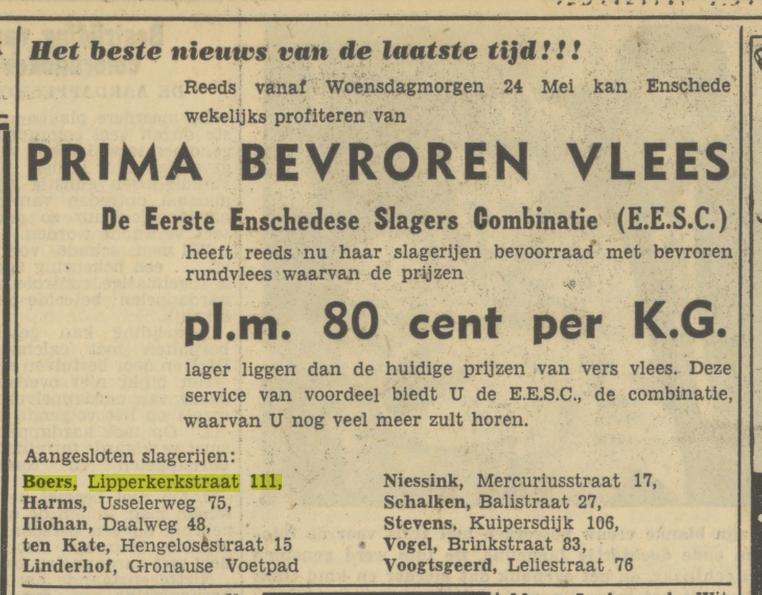 Het beste nieuws van de laatste tijd!!!
Reeds vanaf Woensdagmorgen 24 Mei kan Enschede
wekelijks profiteren van
PRIMA BEVROREN VLEES
De Eerste Enschedese Slagers Combinatie (E.E.S.C.)
heeft reeds nu haar slagerijen bevoorraad met bevroren
rundvlees waarvan de prijzen
pl.m. 80 cent per K.G.
lager liggen dan de huidige prijzen van vers vlees. Deze
service van voordeel biedt U de E.E.S.C., de combinatie,
waarvan U nog veel meer zult horen.
Aangesloten slagerijen:
Boers, Lipperkerkstraat 111,
Harms, Usselerweg 75,
Iliohan, Daalweg 48,
ten Kate, Hengelosestraat 15
Linderhof, Gronause Voetpad
Niessink, Mercuriusstraat 17,
Schalken, Balistraat 27,
Stevens, Kuipersdijk 106,
Vogel, Brinkstraat 83,
Voogtsgeerd, Leliestraat 76